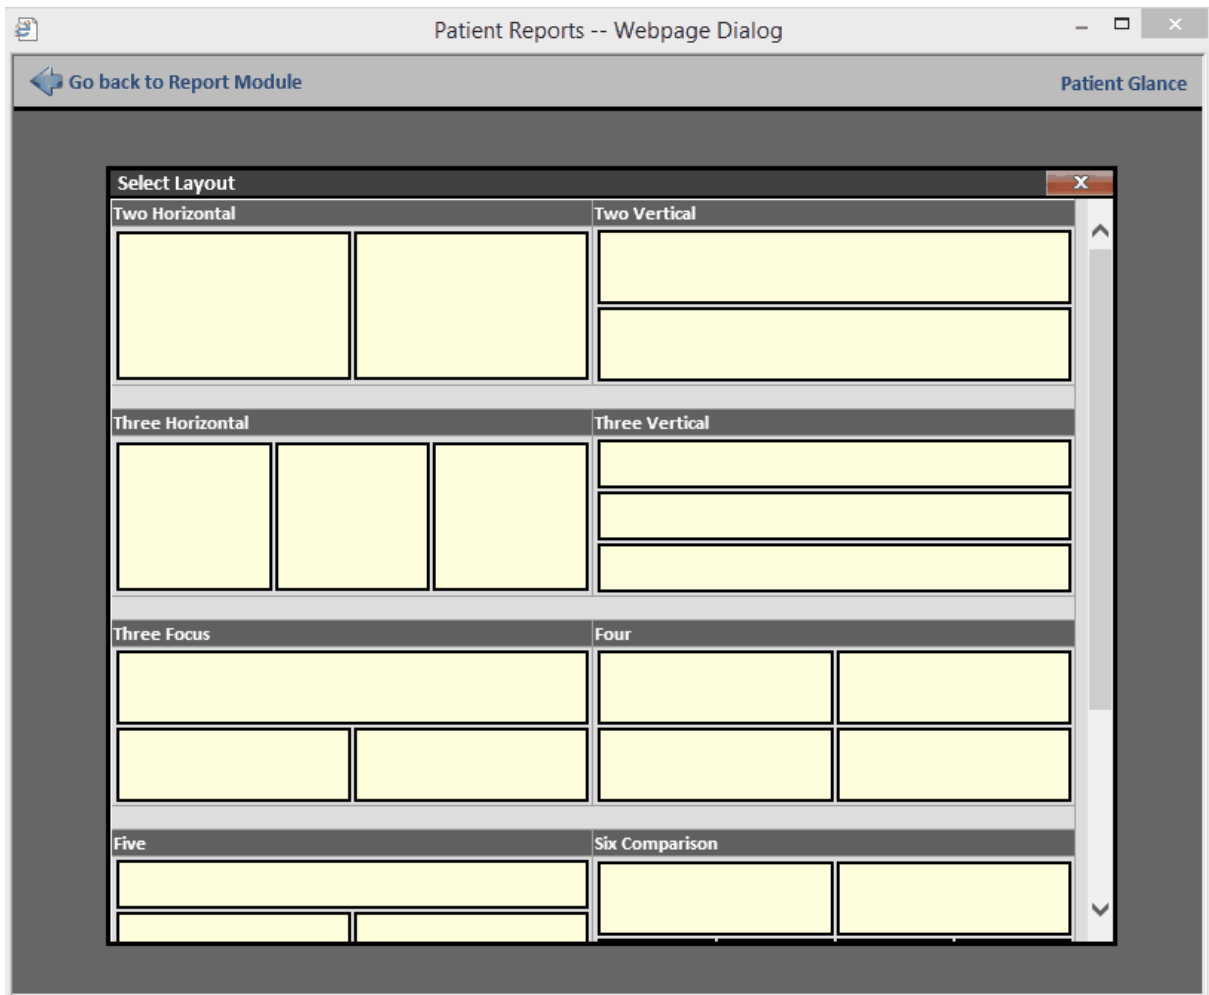 Patient Reports -- Webpage Dialog
Go back to Report Module
Patient Glance
Select Layout
x
Two Horizontal
Two Vertical
Three Horizontal
Three Vertical
Three Focus
Four
Five
Six Comparison